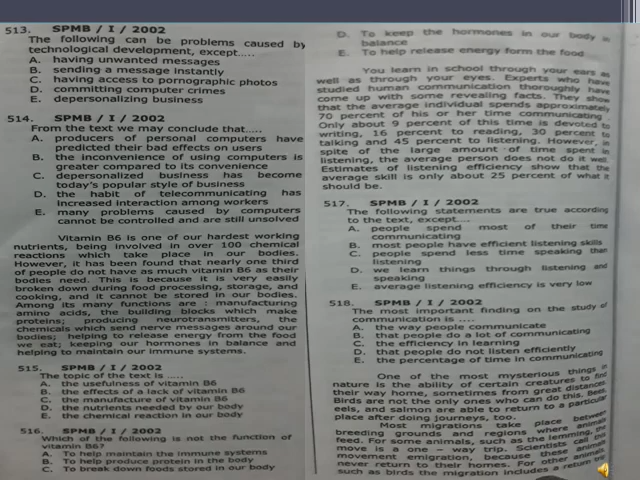 513. SPMB / I / 2002
The following can be problems caused by
technological development, except.....
A. having unwanted messages
B. sending a message instantly
C. having access to pornographic photos
D. committing computer crimes
E. depersonalizing business
514. SPMB / I / 2002
From the text we may conclude that.....
A. producers of personal computers have
predicted their bad effects on users
B. the inconvenience of using computers is
greater compared to its convenience
C. depersonalized business has become
today's popular style of business
D. the habit of telecommunicating has
increased interaction among workers
E. many problems caused by computers
cannot be controlled and are still unsolved
Vitamin B6 is one of our hardest working
nutrients, being involved in over 100 chemical
reactions which take place in our bodies.
However, it has been found that nearly one third
of people do not have as much vitamin B6 as their
bodies need. This is because it is very easily
broken down during food processing, storage, and
cooking, and it cannot be stored in our bodies.
Among its many functions are : manufacturing
amino acids, the building blocks which make
proteins; producing neurotransmitters, the
chemicals which send nerve messages around our
bodies; helping to release energy from the food
we eat; keeping our hormones in balance and
helping to maintain our immune systems.
515. SPMB / I / 2002
The topic of the text is .....
A. the usefulness of vitamin B6
B. the effects of a lack of vitamin B6
C. the manufacture of vitamin B6
D. the nutrients needed by our body
E. the chemical reaction in our body
516. SPMB / I / 2002
Which of the following is not the function of
vitamin B6?
A. To help maintain the immune systems
B. To help produce protein in the body
C. To break down foods stored in our body
D. To keep the hormones in our body in
balance
E. To help release energy form the food
You learn in school through your ears as
well as through your eyes. Experts who have
studied human communication thoroughly have
come up with some revealing facts. They show
that the average individual spends approximately
70 percent of his or her time communicating.
Only about 9 percent of this time is devoted to
writing, 16 percent to reading, 30 percent to
talking and 45 percent to listening. However, in
spite of the large amount of time spent in
listening, the average person does not do it well.
Estimates of listening efficiency show that the
average skill is only about 25 percent of what it
should be.
517. SPMB / I / 2002
The following statements are true according
to the text, except....
A. people spend most of their time
communicating
B. most people have efficient listening skills
C. people spend less time speaking than
listening
D. we learn things through listening and
speaking
E. average listening efficiency is very low
518. SPMB / I / 2002
The most important finding on the study of
communication is .....
A. the way people communicate
B. that people do a lot of communicating
C. the efficiency in learning
D. that people do not listen efficiently
E. the percentage of time in communicating
One of the most mysterious things in
nature is the ability of certain creatures to find
their way home, sometimes from great distances.
Birds are not the only ones who can do this. Bees,
eels, and salmon are able to return to a particular
place after doing journeys, too.
Most migrations take place between
breeding grounds and regions where animals
feed. For some animals, such as the lemming, the
move is a one – way trip. Scientists call this
movement emigration, because these animals
never return to their homes. For other animals
such as birds the migration includes a return trip